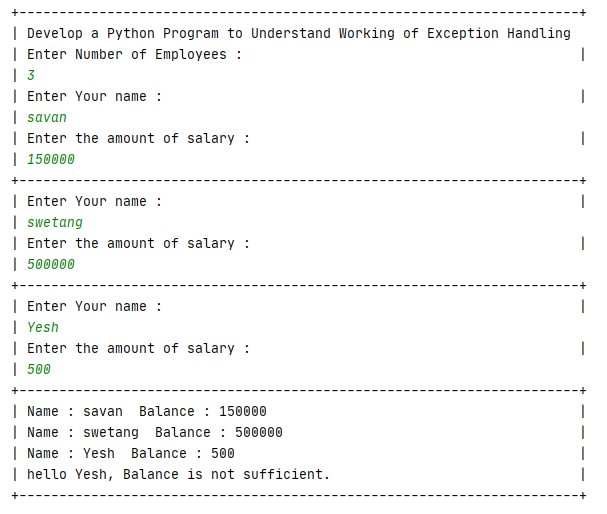 +----------------------------------------------------------------------+
| Develop a Python Program to Understand Working of Exception Handling
| Enter Number of Employees :                                          |
| 3
| Enter Your name :                                                    |
| savan
| Enter the amount of salary :                                         |
| 150000
+----------------------------------------------------------------------+
| Enter Your name :                                                    |
| swetang
| Enter the amount of salary :                                         |
| 500000
+----------------------------------------------------------------------+
| Enter Your name :                                                    |
| Yesh
| Enter the amount of salary :                                         |
| 500
+----------------------------------------------------------------------+
| Name : savan  Balance : 150000                                       |
| Name : swetang  Balance : 500000                                     |
| Name : Yesh  Balance : 500                                           |
| hello Yesh, Balance is not sufficient.                               |
+----------------------------------------------------------------------+